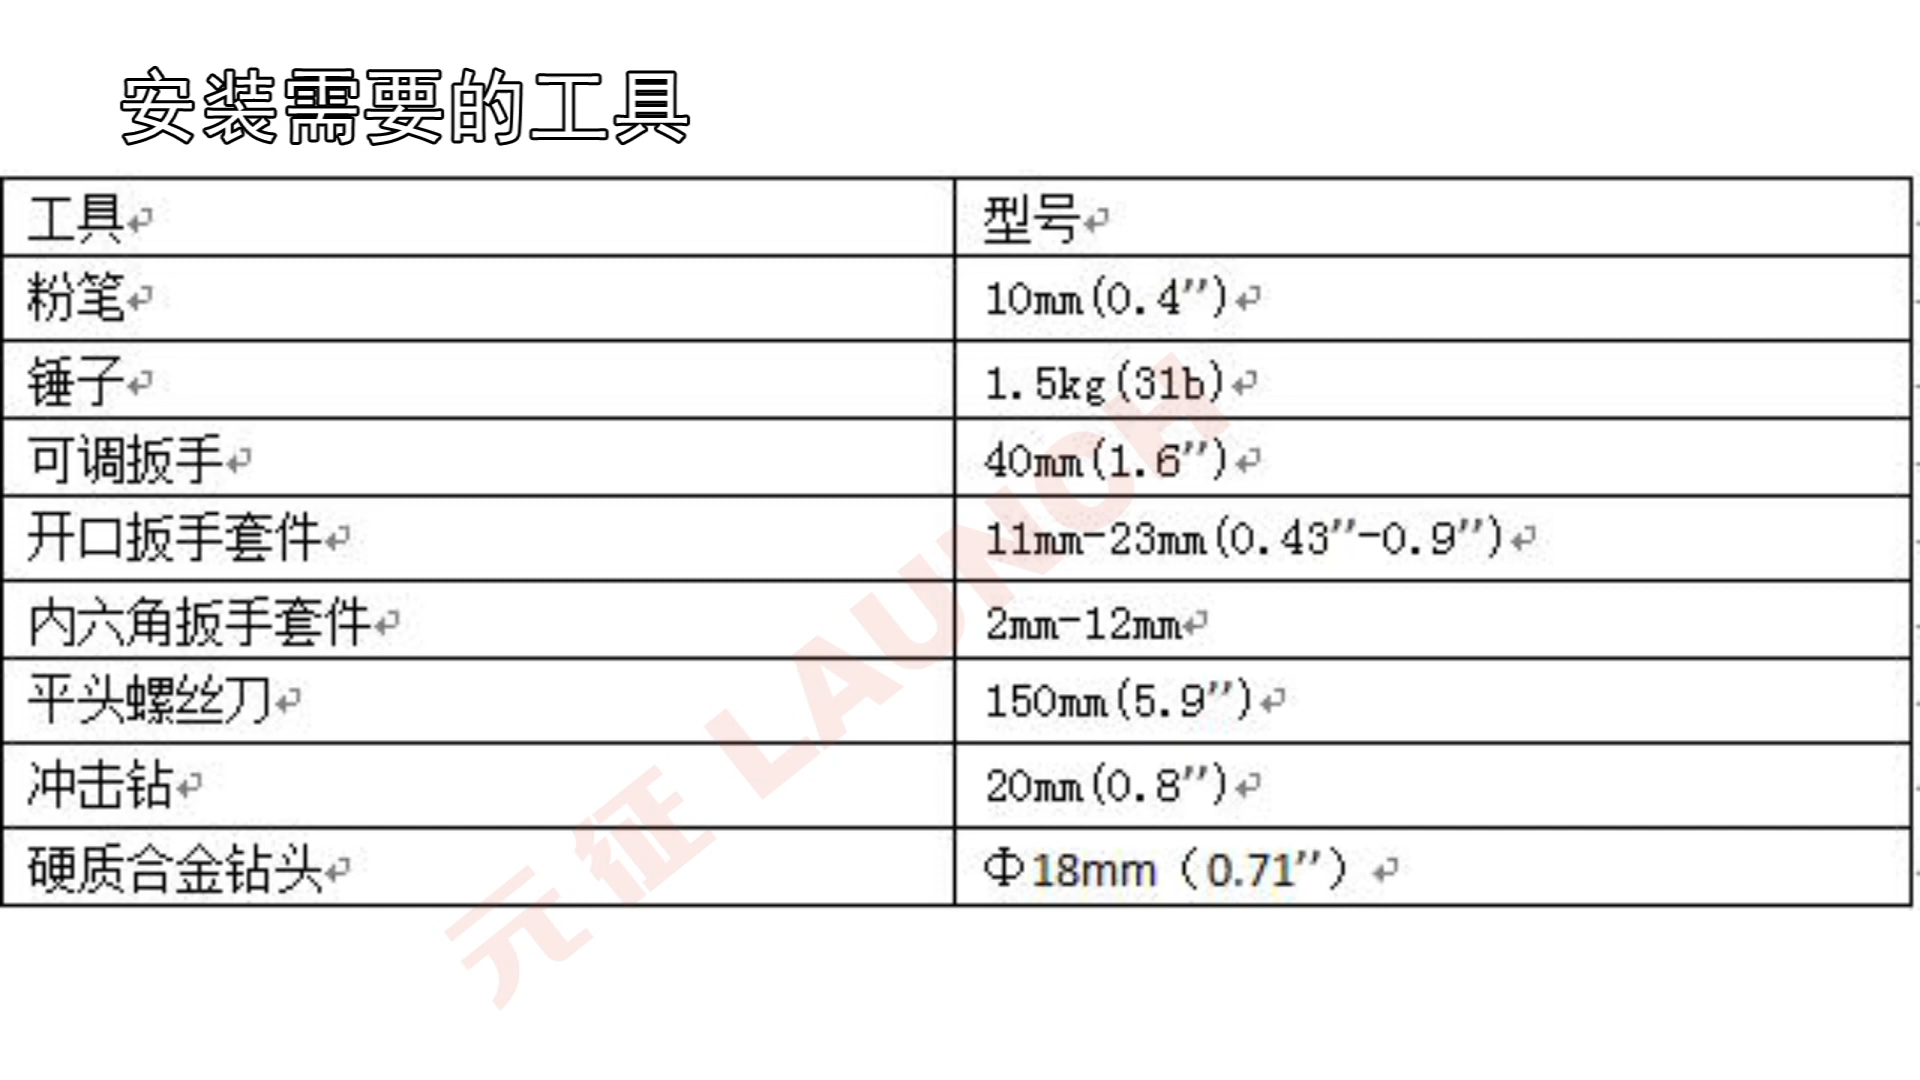 安装需要的工具
工具 型号
粉笔 10mm(0.4″)
锤子 1.5kg(31b)
可调扳手 40mm(1.6″)
开口扳手套件 11mm-23mm(0.43″-0.9″)
内六角扳手套件 2mm-12mm
平头螺丝刀 150mm(5.9″)
冲击钻 20mm(0.8″)
硬质合金钻头 Φ18mm（0.71″）
元征 LAUNCH